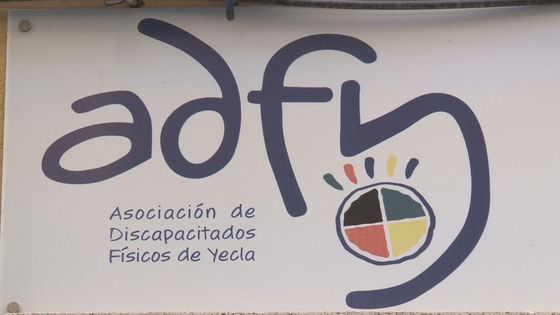 adfy
Asociación de
Discapacitados
Físicos de Yecla